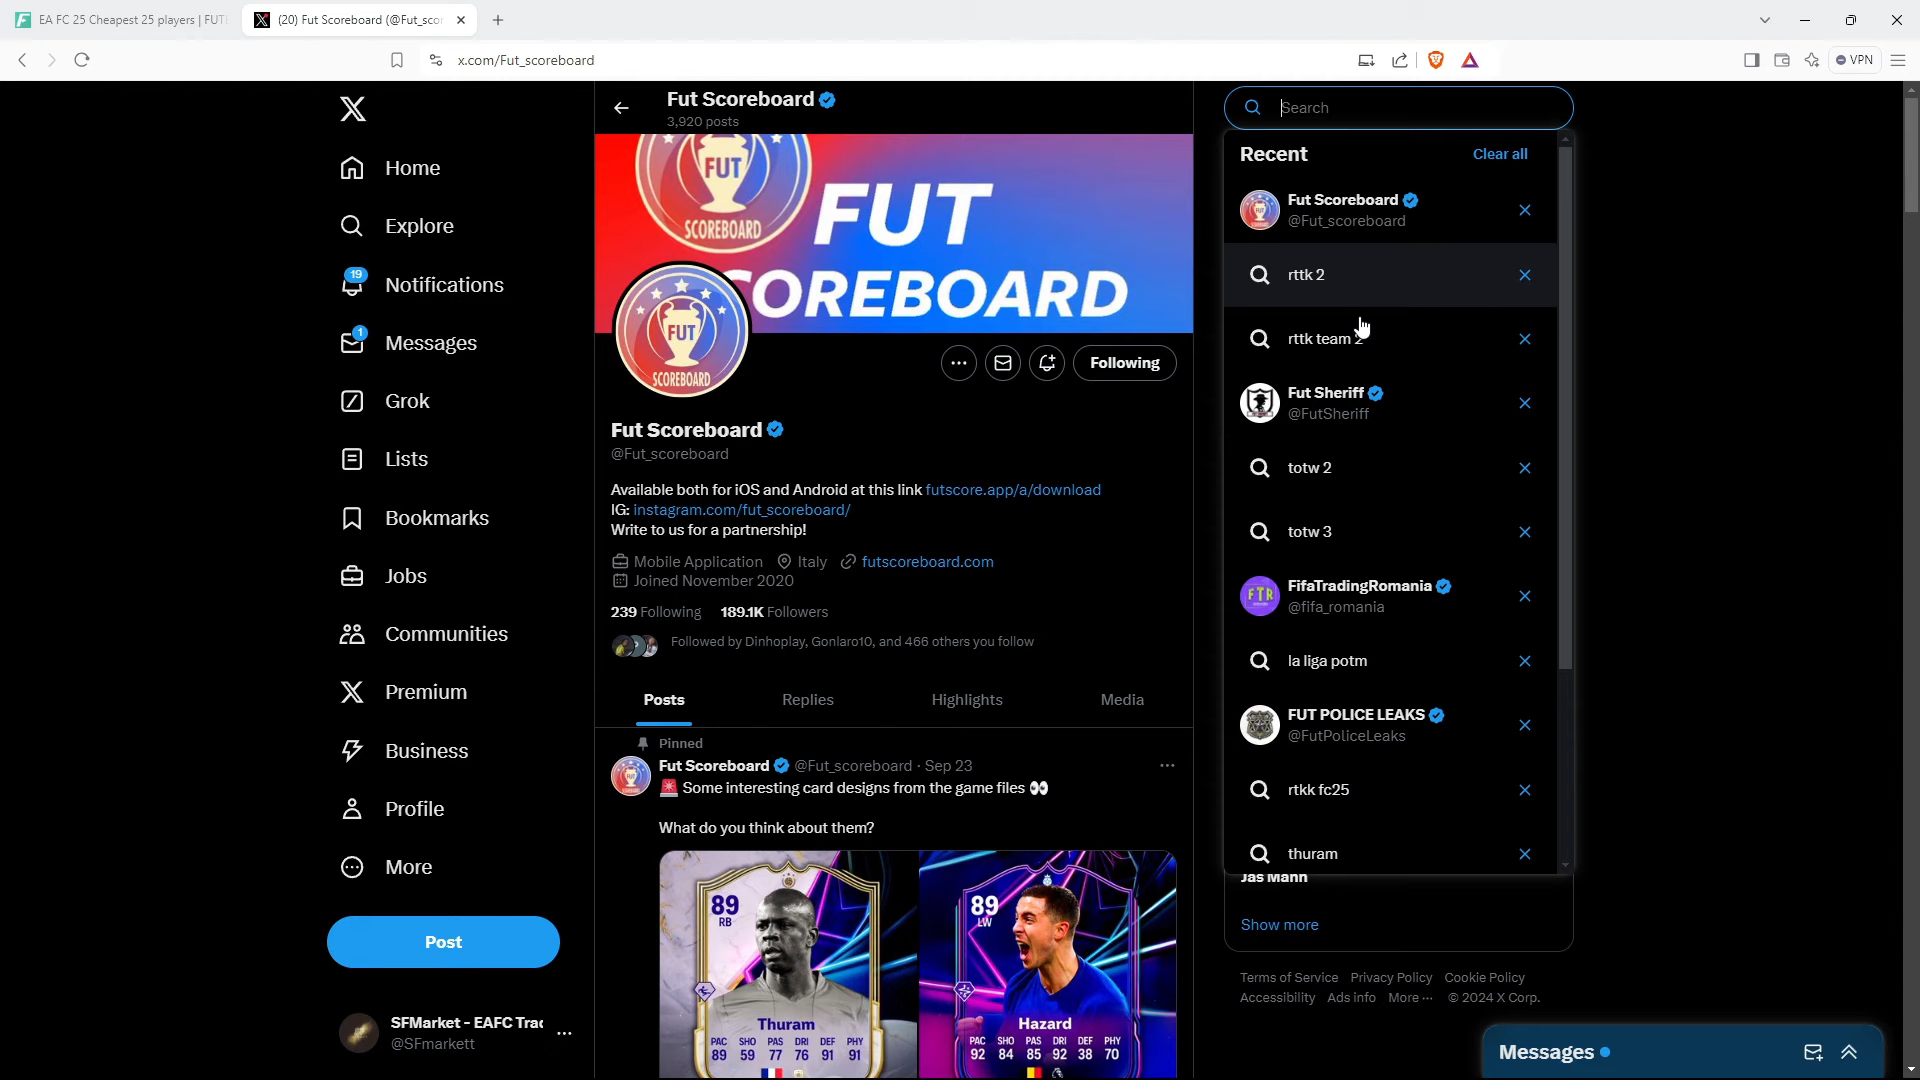 EA FC 25 Cheapest 25 players | FUT
(20) Fut Scoreboard (@Fut_scor
x.com/Fut_scoreboard
VPN
Home
Explore
19
Notifications
1
Messages
Grok
Lists
Bookmarks
Jobs
Communities
Premium
Business
Profile
More
Post
SFMarket - EAFC Trad
@SFmarkett
Fut Scoreboard
3,920 posts
FUT
SCOREBOARD
FUT
COREBOARD
FUT
SCOREBOARD
Following
Fut Scoreboard
@Fut_scoreboard
Available both for iOS and Android at this link futscore.app/a/download
IG: instagram.com/fut_scoreboard/
Write to us for a partnership!
Mobile Application Italy futscoreboard.com
Joined November 2020
239 Following 189.1K Followers
Followed by Dinhoplay, Gonlaro10, and 466 others you follow
Posts Replies Highlights Media
Pinned
Fut Scoreboard @Fut_scoreboard · Sep 23
🚨 Some interesting card designs from the game files 👀
What do you think about them?
89
RB
Thuram
PAC SHO PAS DRI DEF PHY
89 59 77 76 91 91
89
LW
Hazard
PAC SHO PAS DRI DEF PHY
92 84 85 92 38 70
Search
Recent
Clear all
Fut Scoreboard
@Fut_scoreboard
rttk 2
rttk team 2
Fut Sheriff
@FutSheriff
totw 2
totw 3
FTR
FifaTradingRomania
@fifa_romania
la liga potm
FUT POLICE LEAKS
@FutPoliceLeaks
rtkk fc25
thuram
Jas Mann
Show more
Terms of Service Privacy Policy Cookie Policy
Accessibility Ads info More ··· © 2024 X Corp.
Messages